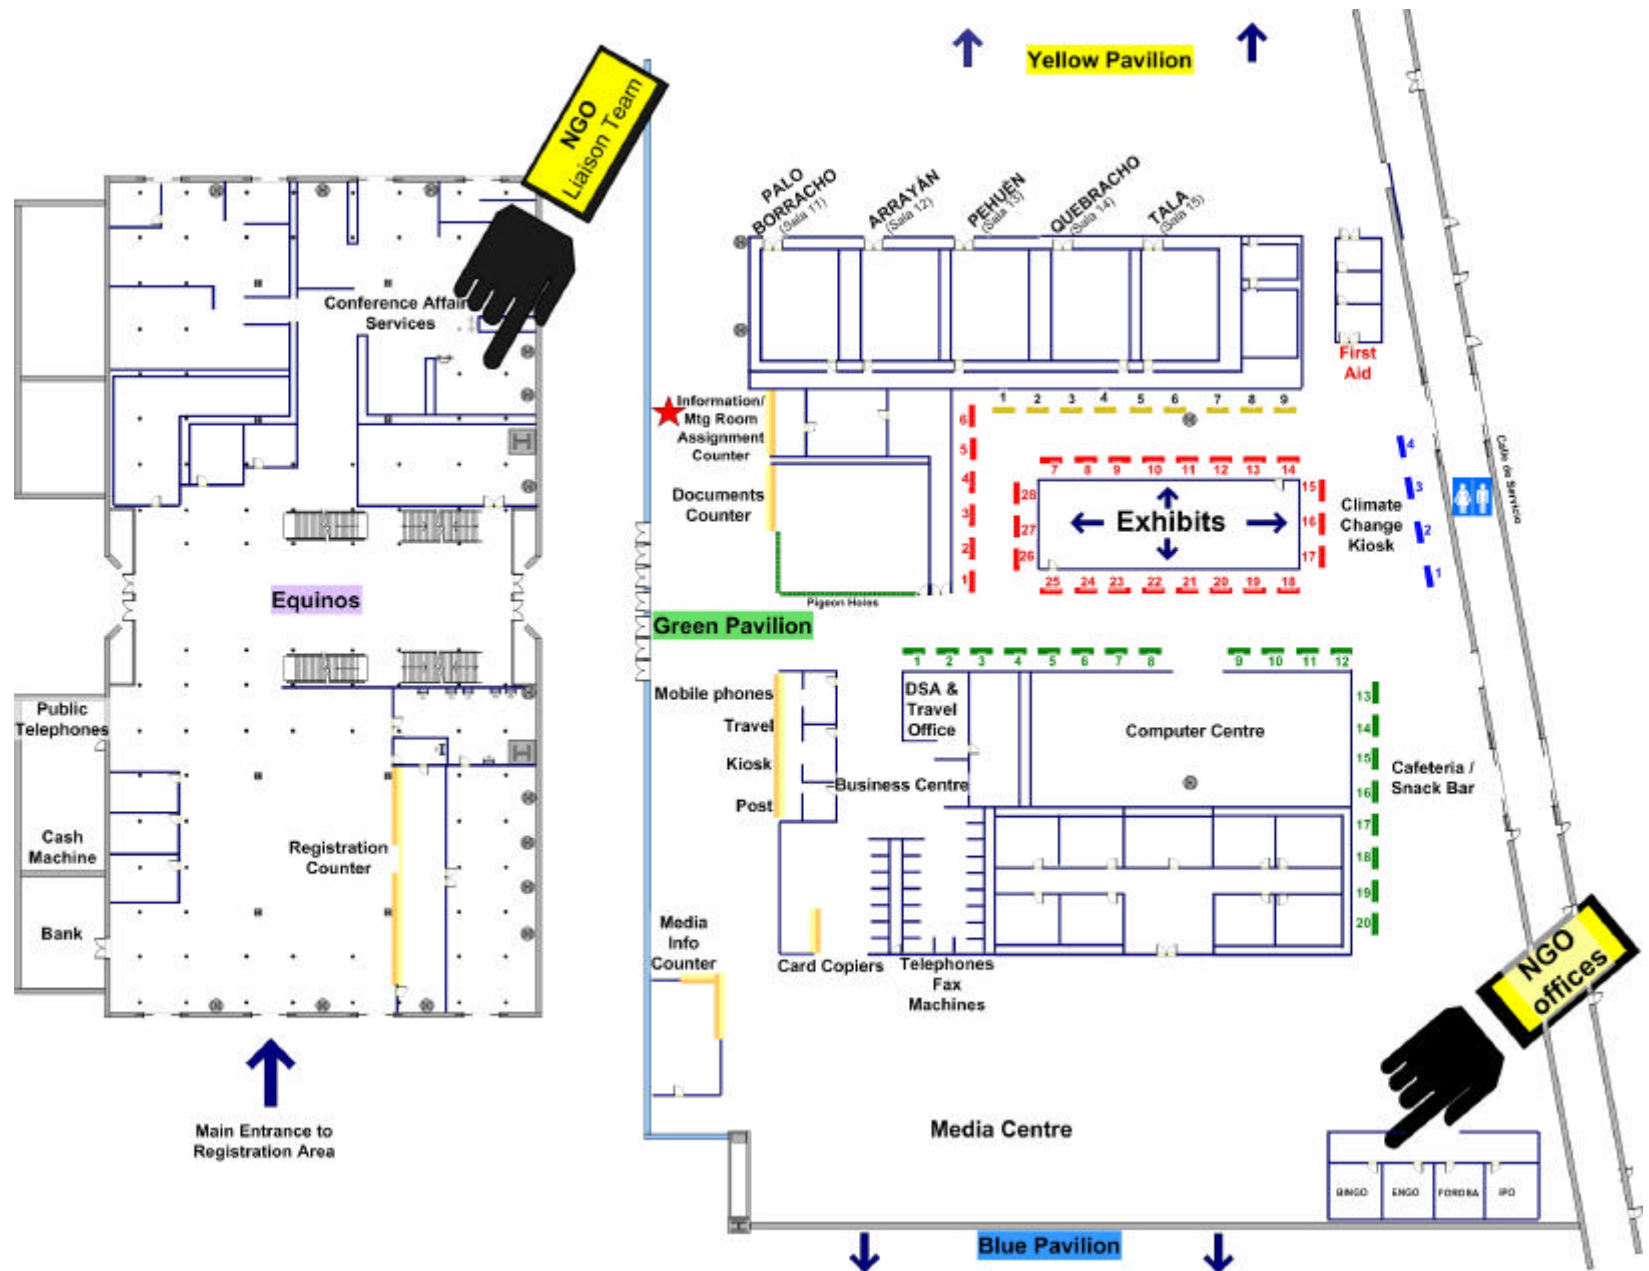 Yellow Pavilion
NGO
Liaison Team
PALO
BORRACHO
(Sala 11)
ARRAYÁN
(Sala 12)
PEHUÉN
(Sala 13)
QUEBRACHO
(Sala 14)
TALA
(Sala 15)
Conference Affair
Services
First
Aid
Information/
Mtg Room
Assignment
Counter
Documents
Counter
Pigeon Holes
1 2 3 4 5 6 7 8 9
6
5
4
3
2
1
7 8 9 10 11 12 13 14
28
27
26
15
16
17
25 24 23 22 21 20 19 18
Exhibits
Climate
Change
Kiosk
4
3
2
1
Calle de Servicio
Equinos
Green Pavilion
Public
Telephones
Cash
Machine
Bank
Registration
Counter
Main Entrance to
Registration Area
Mobile phones
Travel
Kiosk
Post
1 2 3 4 5 6 7 8 9 10 11 12
13
14
15
16
17
18
19
20
DSA &
Travel
Office
Computer Centre
Business Centre
Cafeteria /
Snack Bar
Media
Info
Counter
Card Copiers
Telephones
Fax
Machines
NGO
offices
Media Centre
BINGO ENGO FOROBA IPO
Blue Pavilion